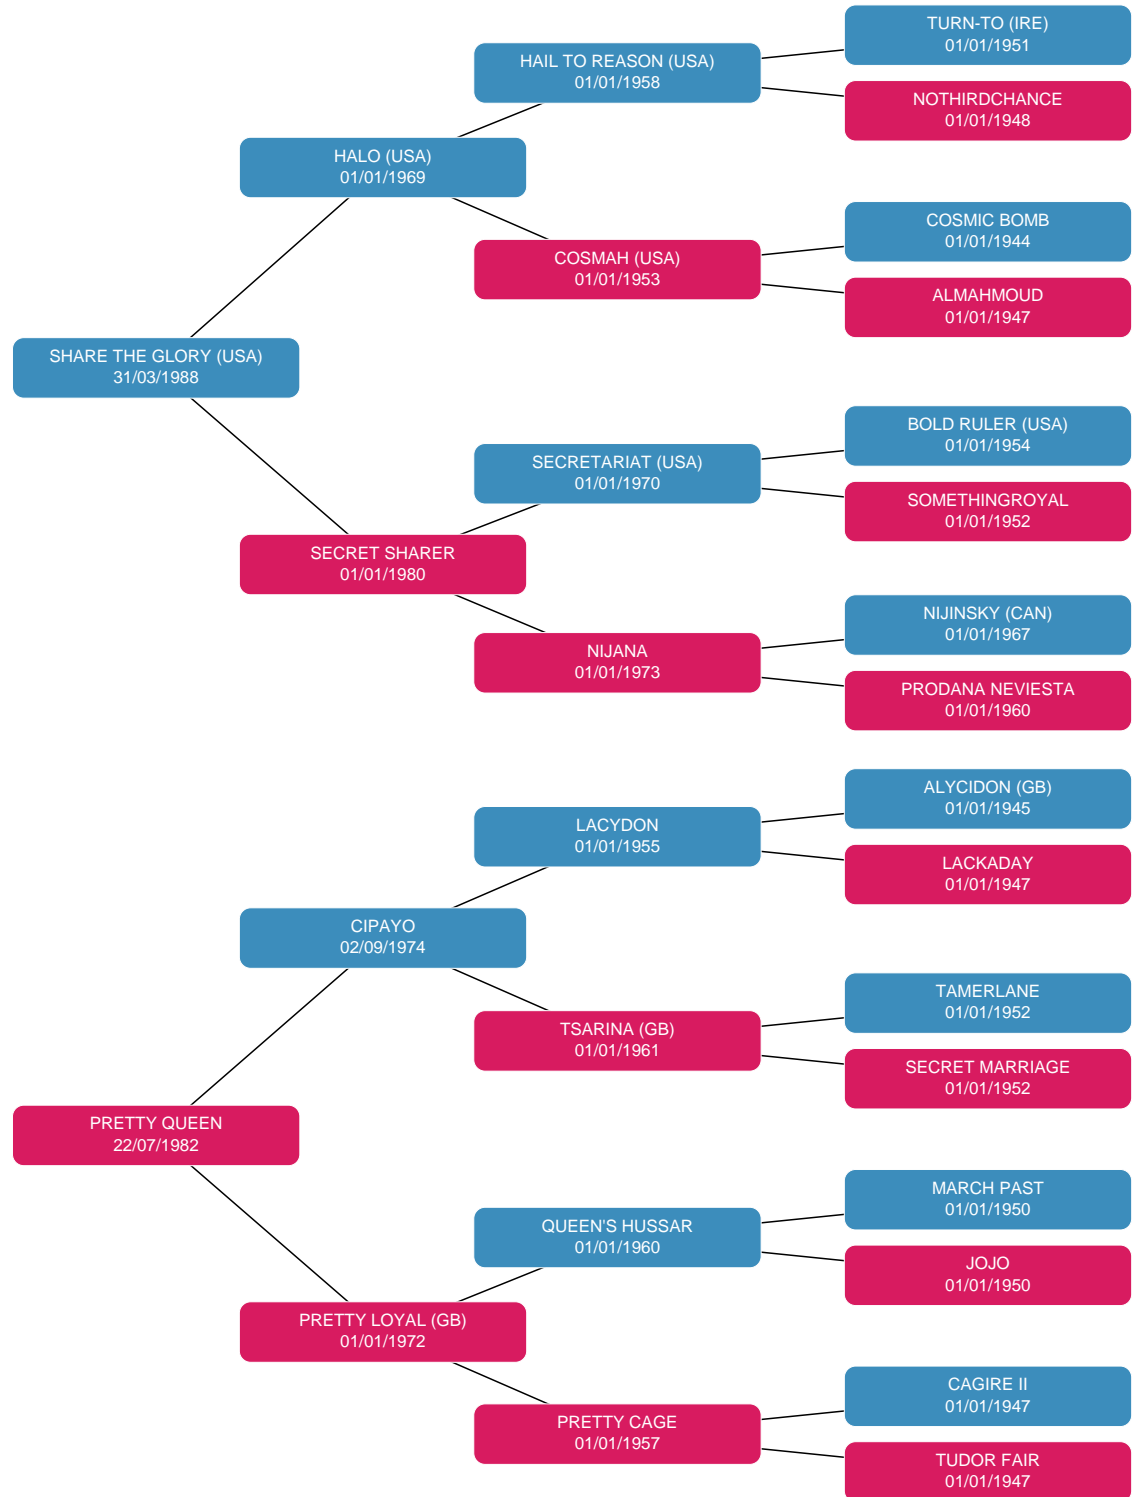 TURN-TO (IRE)
01/01/1951
HAIL TO REASON (USA)
01/01/1958
NOTHIRDCHANCE
01/01/1948
HALO (USA)
01/01/1969
COSMIC BOMB
01/01/1944
COSMAH (USA)
01/01/1953
ALMAHMOUD
01/01/1947
SHARE THE GLORY (USA)
31/03/1988
BOLD RULER (USA)
01/01/1954
SECRETARIAT (USA)
01/01/1970
SOMETHINGROYAL
01/01/1952
SECRET SHARER
01/01/1980
NIJINSKY (CAN)
01/01/1967
NIJANA
01/01/1973
PRODANA NEVIESTA
01/01/1960
ALYCIDON (GB)
01/01/1945
LACYDON
01/01/1955
LACKADAY
01/01/1947
CIPAYO
02/09/1974
TAMERLANE
01/01/1952
TSARINA (GB)
01/01/1961
SECRET MARRIAGE
01/01/1952
PRETTY QUEEN
22/07/1982
MARCH PAST
01/01/1950
QUEEN'S HUSSAR
01/01/1960
JOJO
01/01/1950
PRETTY LOYAL (GB)
01/01/1972
CAGIRE II
01/01/1947
PRETTY CAGE
01/01/1957
TUDOR FAIR
01/01/1947